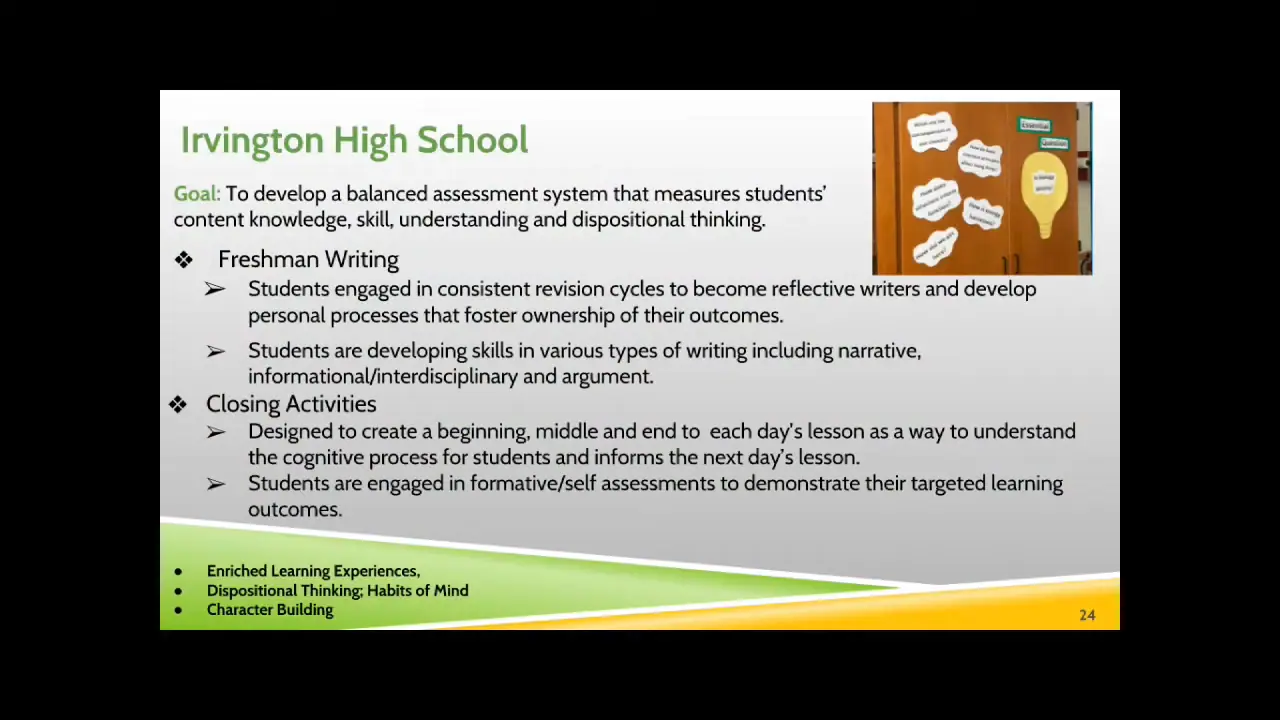 Irvington High School
Goal: To develop a balanced assessment system that measures students'
content knowledge, skill, understanding and dispositional thinking.
Essential
Question
❖ Freshman Writing
➢ Students engaged in consistent revision cycles to become reflective writers and develop
personal processes that foster ownership of their outcomes.
➢ Students are developing skills in various types of writing including narrative,
informational/interdisciplinary and argument.
❖ Closing Activities
➢ Designed to create a beginning, middle and end to  each day's lesson as a way to understand
the cognitive process for students and informs the next day's lesson.
➢ Students are engaged in formative/self assessments to demonstrate their targeted learning
outcomes.
● Enriched Learning Experiences,
● Dispositional Thinking; Habits of Mind
● Character Building
24